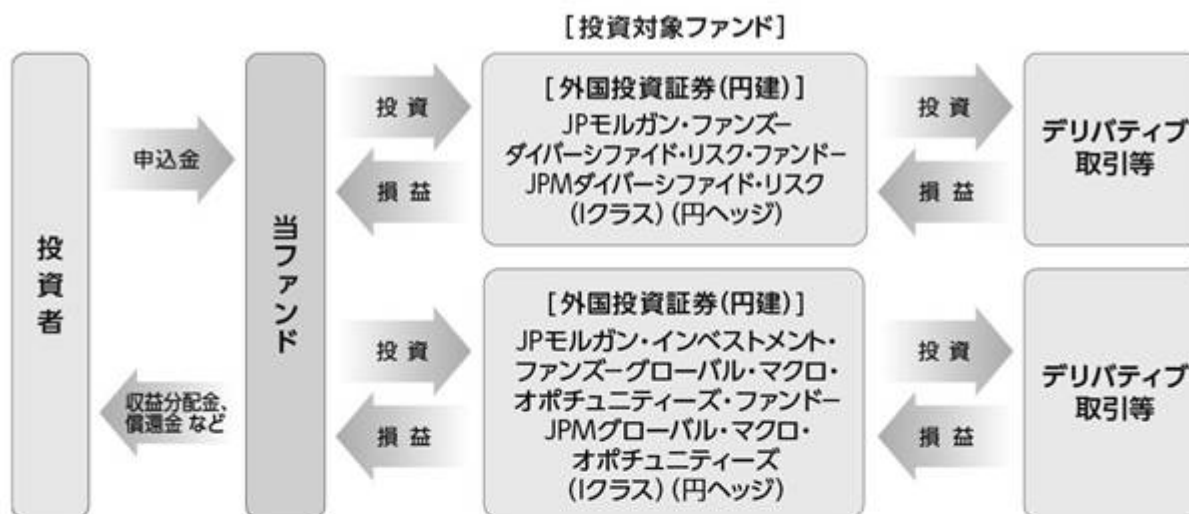 [投資対象ファンド]
投資者
申込金
収益分配金、
償還金 など
当ファンド
投資
損益
[外国投資証券(円建)]
JPモルガン・ファンズー
ダイバーシファイド・リスク・ファンドー
JPMダイバーシファイド・リスク
(Iクラス)(円ヘッジ)
投資
損益
デリバティブ
取引等
投資
損益
[外国投資証券(円建)]
JPモルガン・インベストメント・
ファンズーグローバル・マクロ・
オポチュニティーズ・ファンドー
JPMグローバル・マクロ・
オポチュニティーズ
(Iクラス)(円ヘッジ)
投資
損益
デリバティブ
取引等